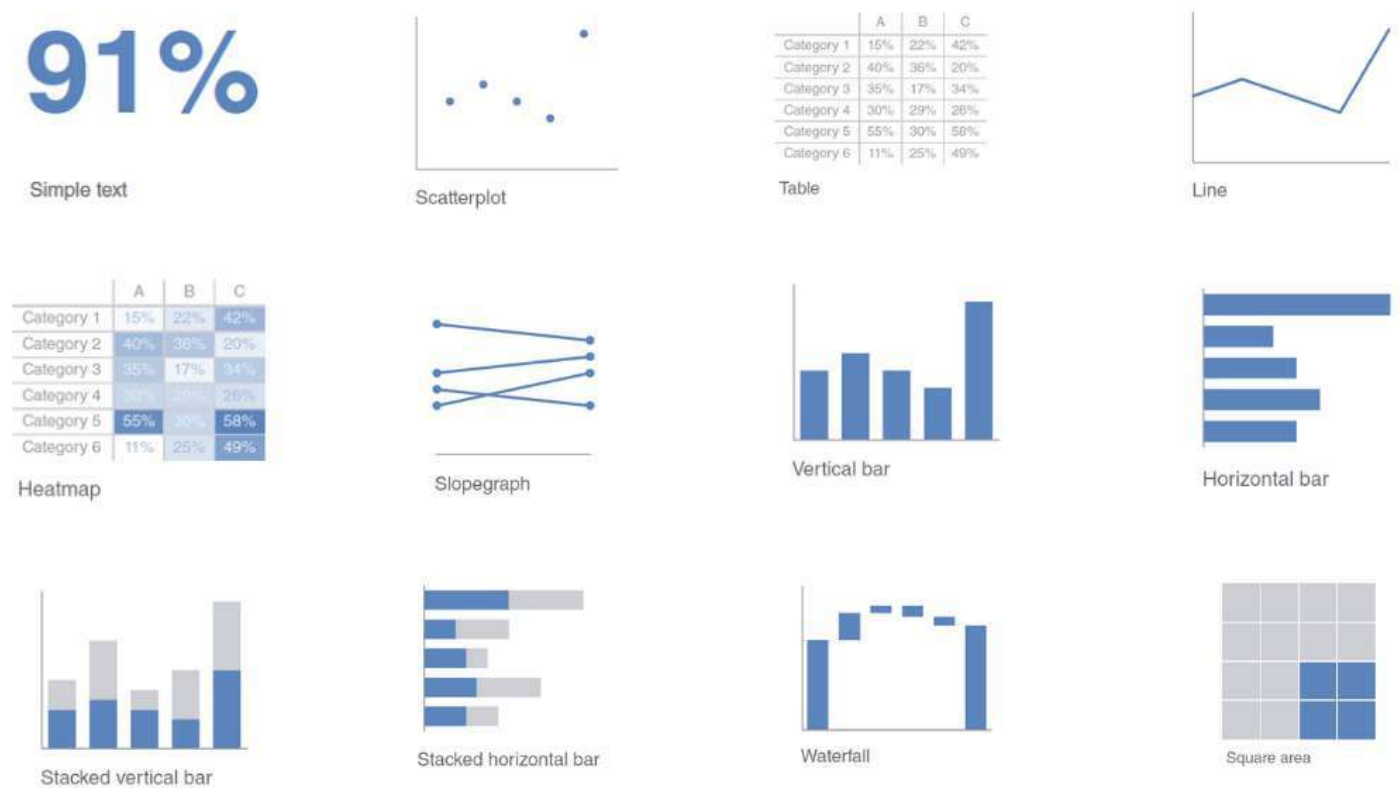 91%
Simple text
Scatterplot
A B C
Category 1 15% 22% 42%
Category 2 40% 36% 20%
Category 3 35% 17% 34%
Category 4 30% 29% 26%
Category 5 55% 30% 58%
Category 6 11% 25% 49%
Table
Line
A B C
Category 1 15% 22% 42%
Category 2 40% 36% 20%
Category 3 35% 17% 34%
Category 4 30% 29% 26%
Category 5 55% 30% 58%
Category 6 11% 25% 49%
Heatmap
Slopegraph
Vertical bar
Horizontal bar
Stacked vertical bar
Stacked horizontal bar
Waterfall
Square area